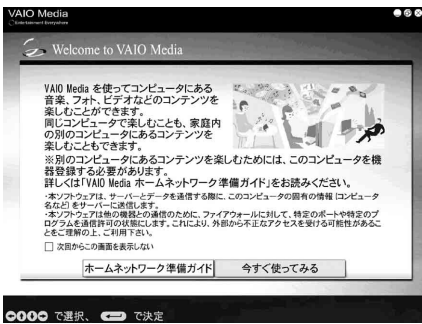 VAIO Media
Entertainment Everywhere
Welcome to VAIO Media
VAIO Media を使ってコンピュータにある
音楽、フォト、ビデオなどのコンテンツを
楽しむことができます。
同じコンピュータで楽しむことも、家庭内
の別のコンピュータにあるコンテンツを
楽しむこともできます。
※別のコンピュータにあるコンテンツを楽しむためには、このコンピュータを機
器登録する必要があります。
詳しくは「VAIO Media ホームネットワーク準備ガイド」をお読みください。
・本ソフトウェアは、サーバーとデータを通信する際に、このコンピュータの固有の情報(コンピュータ
名など)をサーバーに送信します。
・本ソフトウェアは他の機器との通信のために、ファイアウォールに対して、特定のポートや特定のプ
ログラムを通信許可の状態にします。これにより、外部から不正なアクセスを受ける可能性があるこ
とをご理解の上、ご利用下さい。
次回からこの画面を表示しない
ホームネットワーク準備ガイド
今すぐ使ってみる
で選択、 で決定